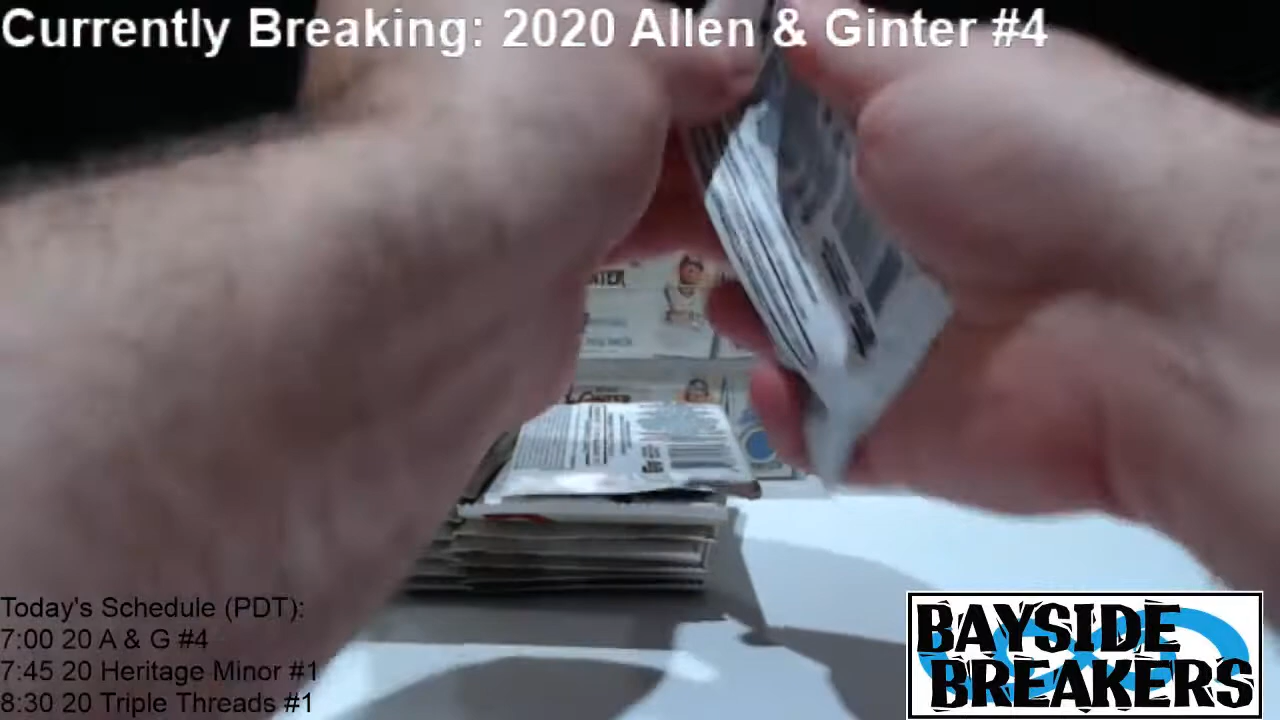 Currently Breaking: 2020 Allen & Ginter #4
Today's Schedule (PDT):
7:00 20 A & G #4
7:45 20 Heritage Minor #1
8:30 20 Triple Threads #1
BAYSIDE
BREAKERS